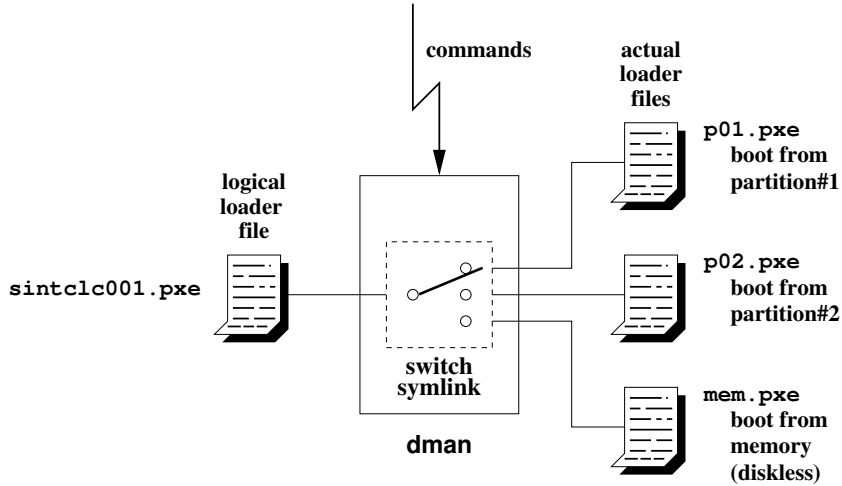 commands
actual
loader
files
p01.pxe
boot from
partition#1
logical
loader
file
sintclc001.pxe
p02.pxe
boot from
partition#2
switch
symlink
dman
mem.pxe
boot from
memory
(diskless)